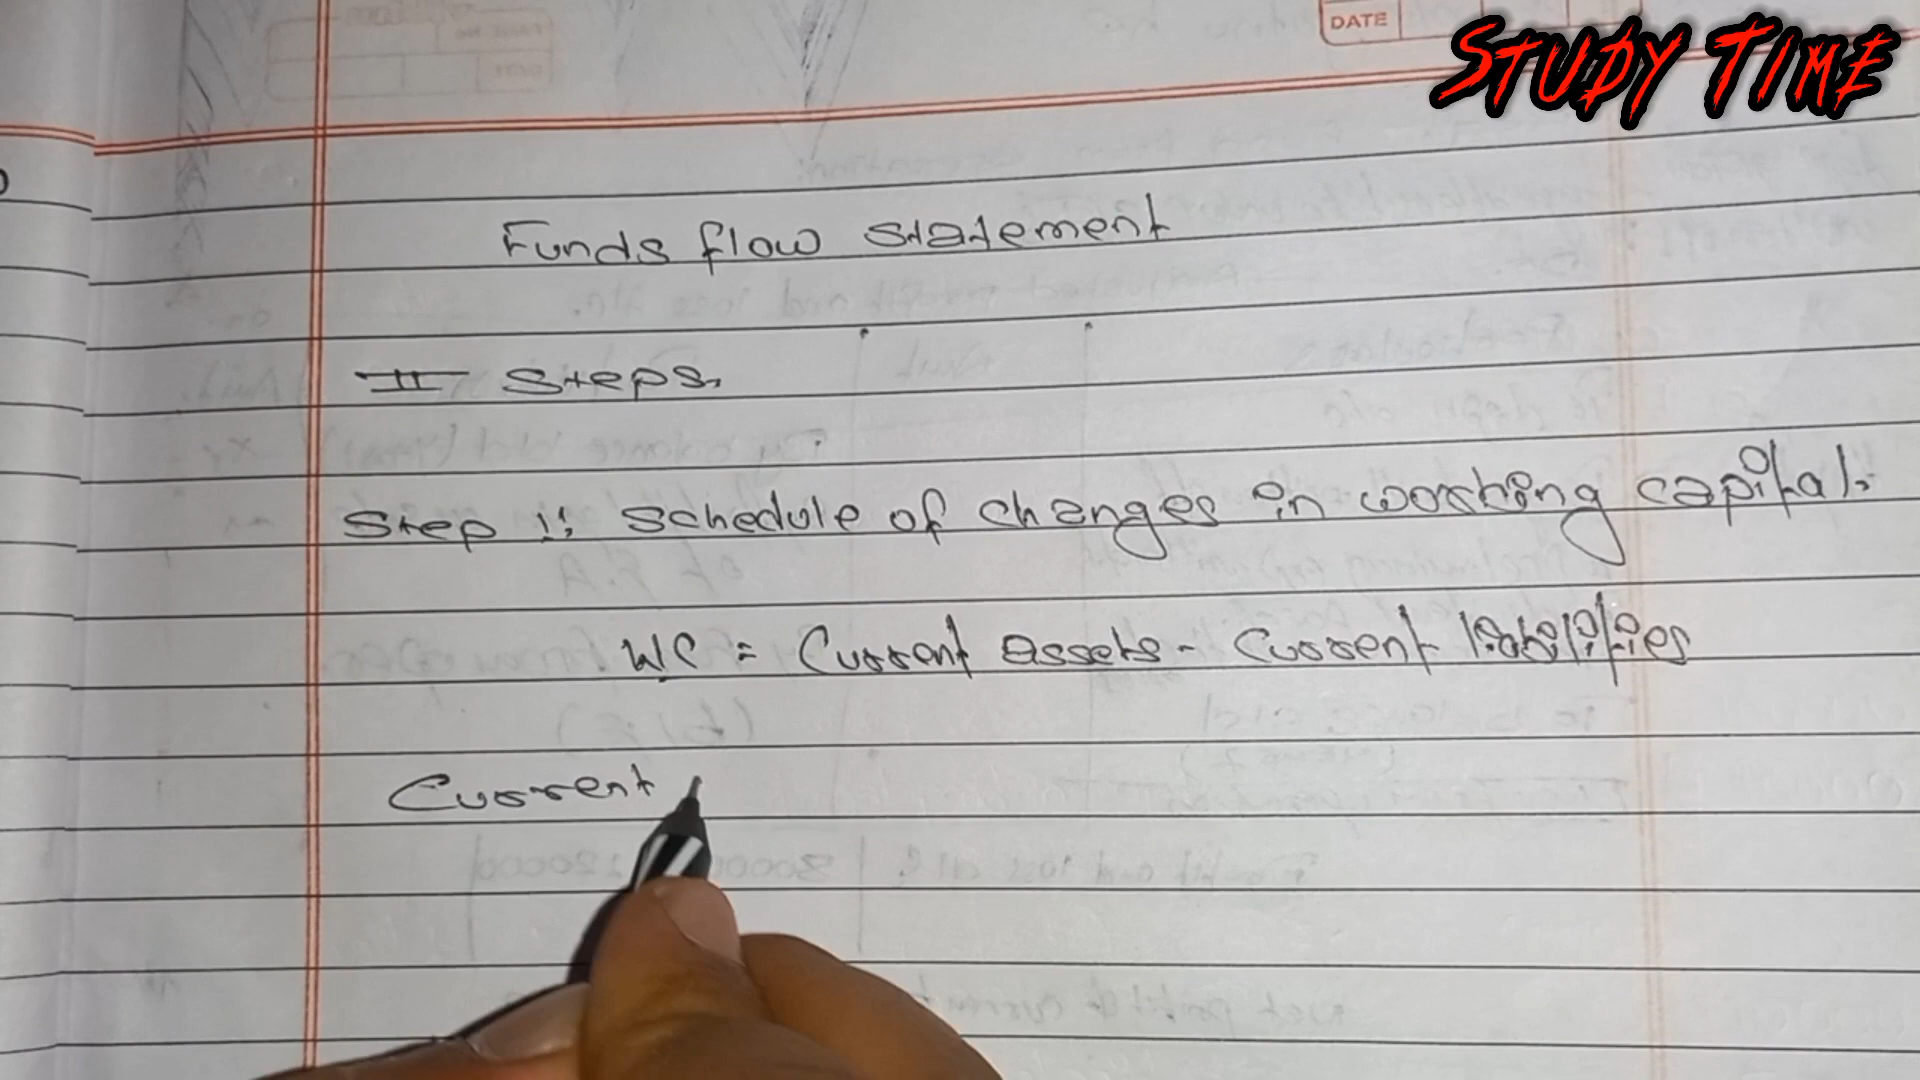 DATE
STUDY TIME
Funds flow statement
II Steps.
Step 1: Schedule of changes in working capital.
WC = Current assets - Current liabilities
Current